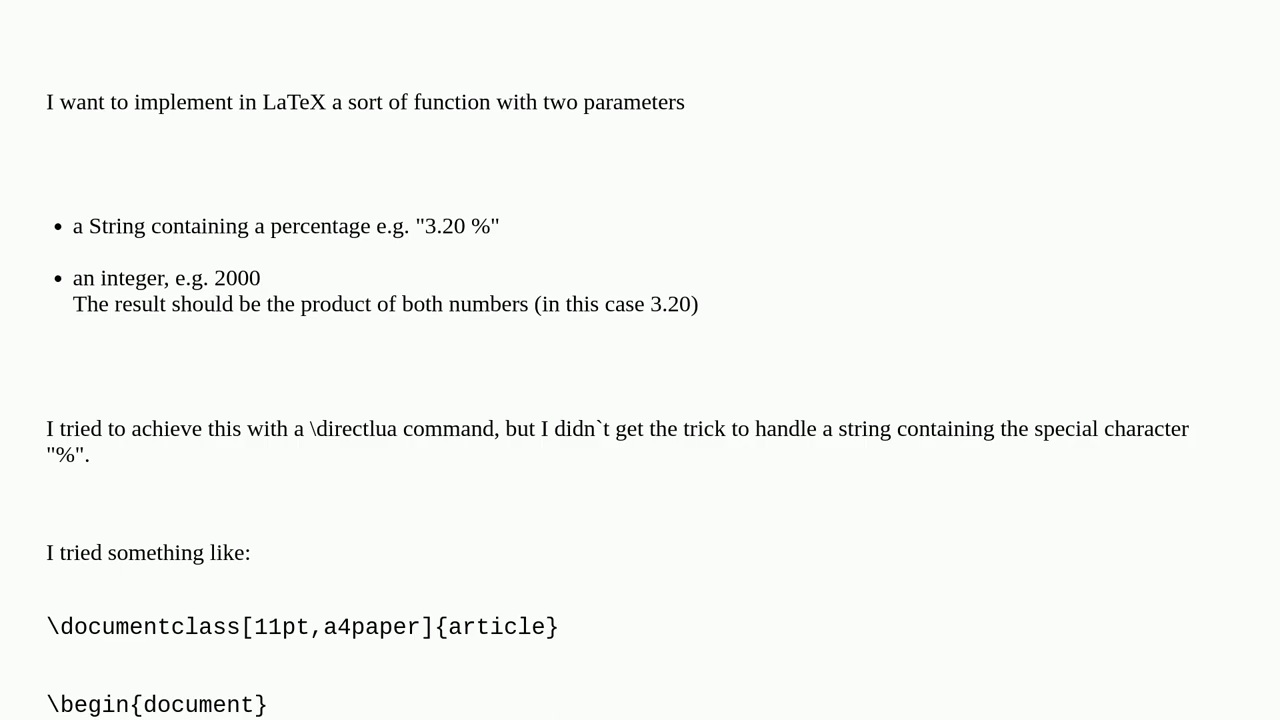 I want to implement in LaTeX a sort of function with two parameters
• a String containing a percentage e.g. "3.20 %"
• an integer, e.g. 2000
The result should be the product of both numbers (in this case 3.20)
I tried to achieve this with a \directlua command, but I didn`t get the trick to handle a string containing the special character
"%".
I tried something like:
\documentclass[11pt,a4paper]{article}
\begin{document}